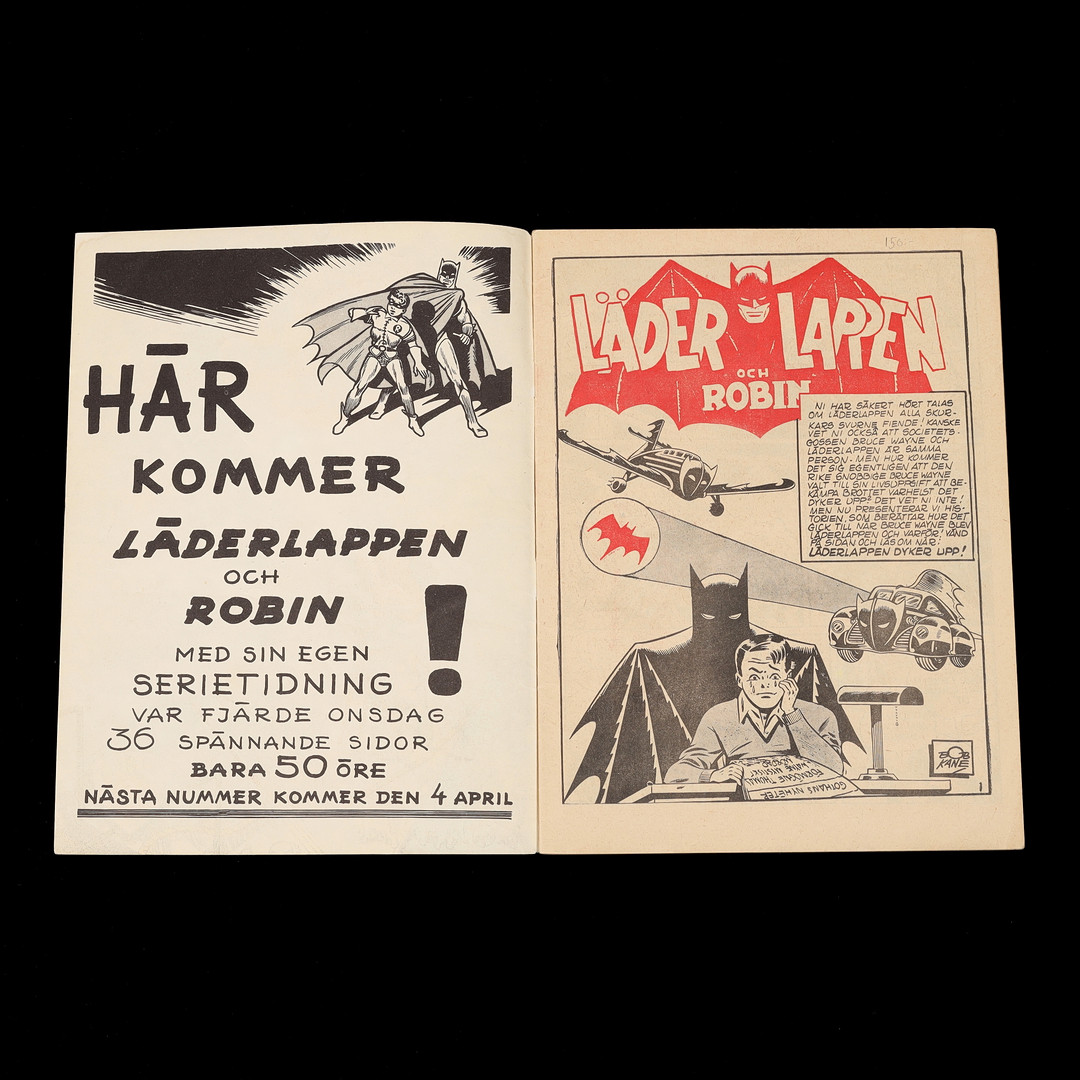 HÄR
KOMMER
LÄDERLAPPEN
OCH
ROBIN !
MED SIN EGEN
SERIETIDNING
VAR FJÄRDE ONSDAG
36 SPÄNNANDE SIDOR
BARA 50 ÖRE
NÄSTA NUMMER KOMMER DEN 4 APRIL
LÄDERLAPPEN
OCH
ROBIN
NI HAR SÄKERT HÖRT TALAS
OM LÄDERLAPPEN ALLA SKUR-
KARS SVURNE FIENDE! KANSKE
VET NI OCKSÅ ATT SOCIETETS-
GOSSEN BRUCE WAYNE OCH
LÄDERLAPPEN ÄR SAMMA
PERSON - MEN HUR KOMMER
DET SIG EGENTLIGEN ATT DEN
RIKE SNOBBIGE BRUCE WAYNE
VALT TILL SIN LIVSUPPGIFT ATT BE-
KÄMPA BROTTET VARHELST DET
DYKER UPP? DET VET NI INTE!
MEN NU PRESENTERAR VI HIS-
TORIEN, SOM BERÄTTAR HUR DET
GICK TILL NÄR BRUCE WAYNE BLEV
LÄDERLAPPEN OCH VARFÖR! VÄND
PÅ SIDAN OCH LÄS OM NÄR:
LÄDERLAPPEN DYKER UPP!
GOTHAMS NYHETER
BOB
KANE
1